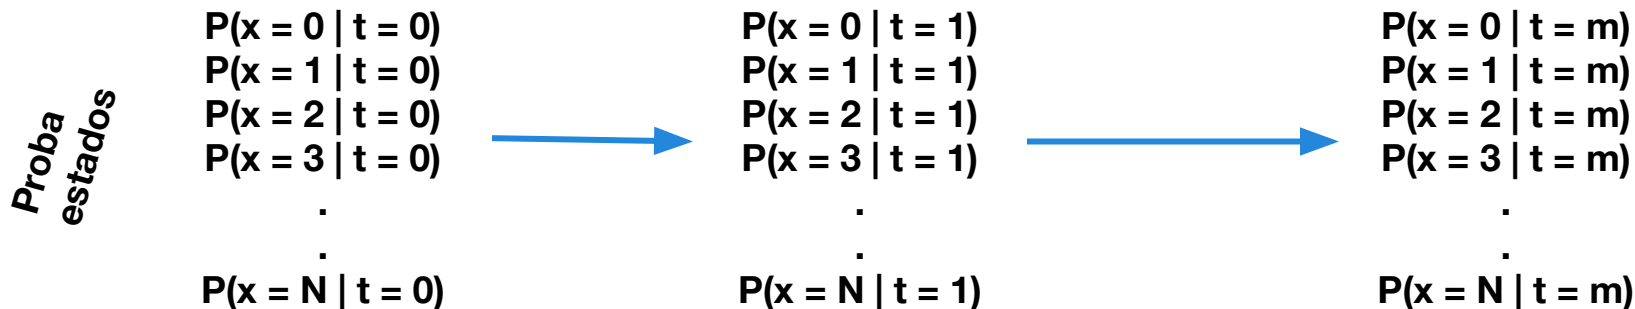 Proba
estados
P(x = 0 | t = 0)
P(x = 1 | t = 0)
P(x = 2 | t = 0)
P(x = 3 | t = 0)
.
.
P(x = N | t = 0)
P(x = 0 | t = 1)
P(x = 1 | t = 1)
P(x = 2 | t = 1)
P(x = 3 | t = 1)
.
.
P(x = N | t = 1)
P(x = 0 | t = m)
P(x = 1 | t = m)
P(x = 2 | t = m)
P(x = 3 | t = m)
.
.
P(x = N | t = m)